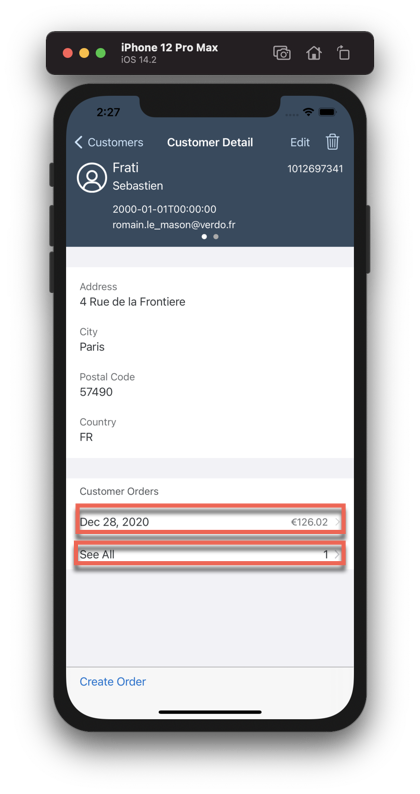 iPhone 12 Pro Max
iOS 14.2
2:27
Customers Customer Detail Edit
Frati 1012697341
Sebastien
2000-01-01T00:00:00
romain.le_mason@verdo.fr
Address
4 Rue de la Frontiere
City
Paris
Postal Code
57490
Country
FR
Customer Orders
Dec 28, 2020 €126.02
See All 1
Create Order